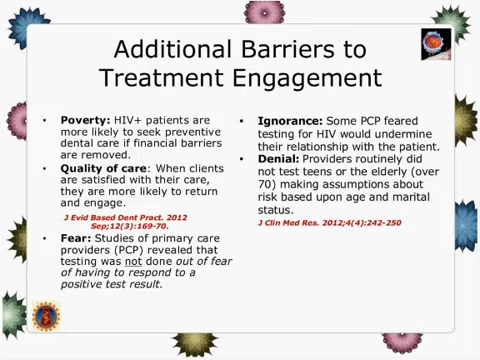 Additional Barriers to
Treatment Engagement
• Poverty: HIV+ patients are
more likely to seek preventive
dental care if financial barriers
are removed.
• Quality of care: When clients
are satisfied with their care,
they are more likely to return
and engage.
J Evid Based Dent Pract. 2012
Sep;12(3):169-70.
• Fear: Studies of primary care
providers (PCP) revealed that
testing was not done out of fear
of having to respond to a
positive test result.
• Ignorance: Some PCP feared
testing for HIV would undermine
their relationship with the patient.
• Denial: Providers routinely did
not test teens or the elderly (over
70) making assumptions about
risk based upon age and marital
status.
J Clin Med Res. 2012;4(4):242-250